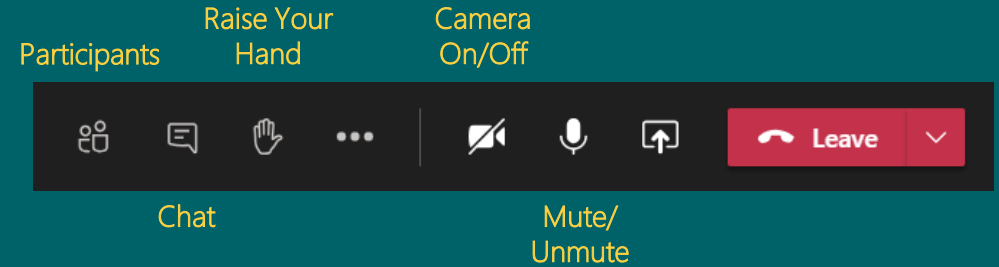 Participants
Raise Your
Hand
Camera
On/Off
Leave
Chat
Mute/
Unmute